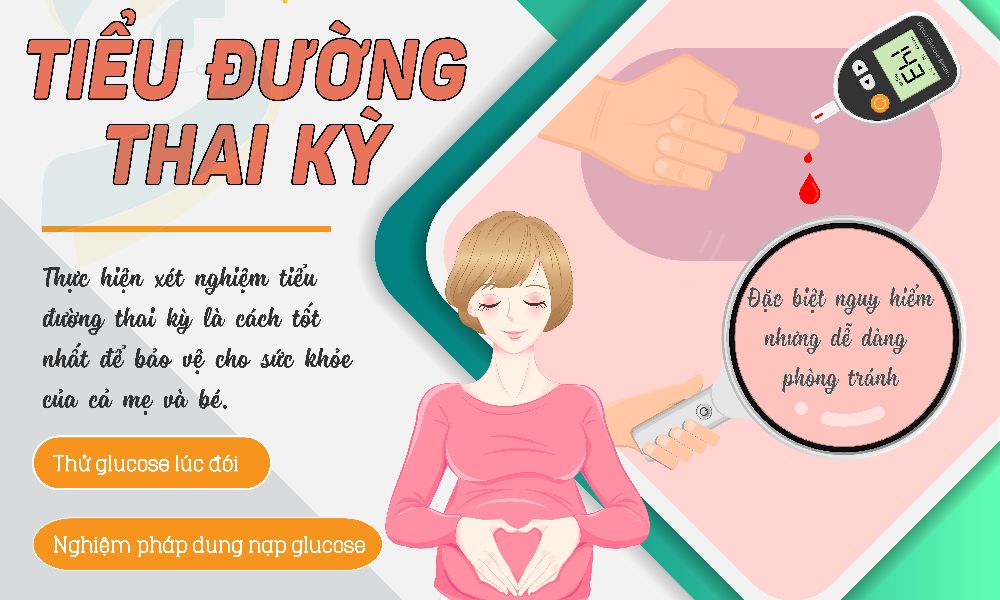 TIỂU ĐƯỜNG
THAI KỲ
Thực hiện xét nghiệm tiểu
đường thai kỳ là cách tốt
nhất để bảo vệ cho sức khỏe
của cả mẹ và bé.
Thử glucose lúc đói
Nghiệm pháp dung nạp glucose
143
Đặc biệt nguy hiểm
nhưng dễ dàng
phòng tránh